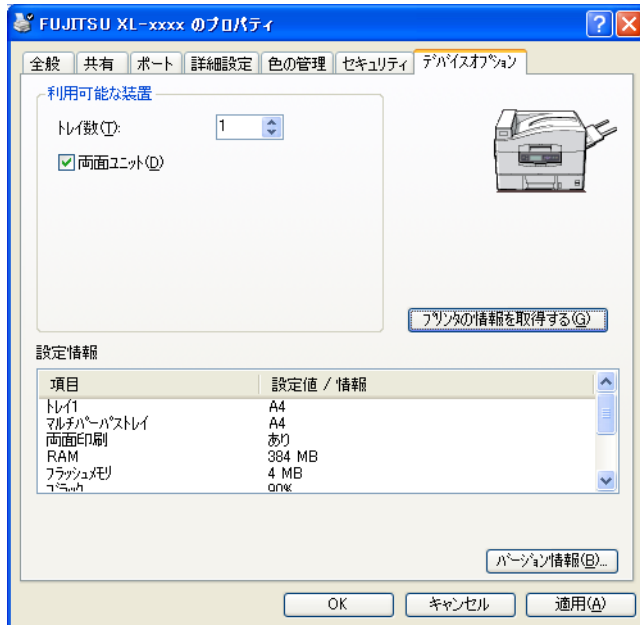 FUJITSU XL-xxxx のプロパティ
全般 共有 ポート 詳細設定 色の管理 セキュリティ デバイスオプション
利用可能な装置
トレイ数(T): 1
両面ユニット(D)
プリンタの情報を取得する(G)
設定情報
項目 設定値 / 情報
トレイ1 A4
マルチパーパストレイ A4
両面印刷 あり
RAM 384 MB
フラッシュメモリ 4 MB
ブラック 90%
バージョン情報(B)...
OK キャンセル 適用(A)